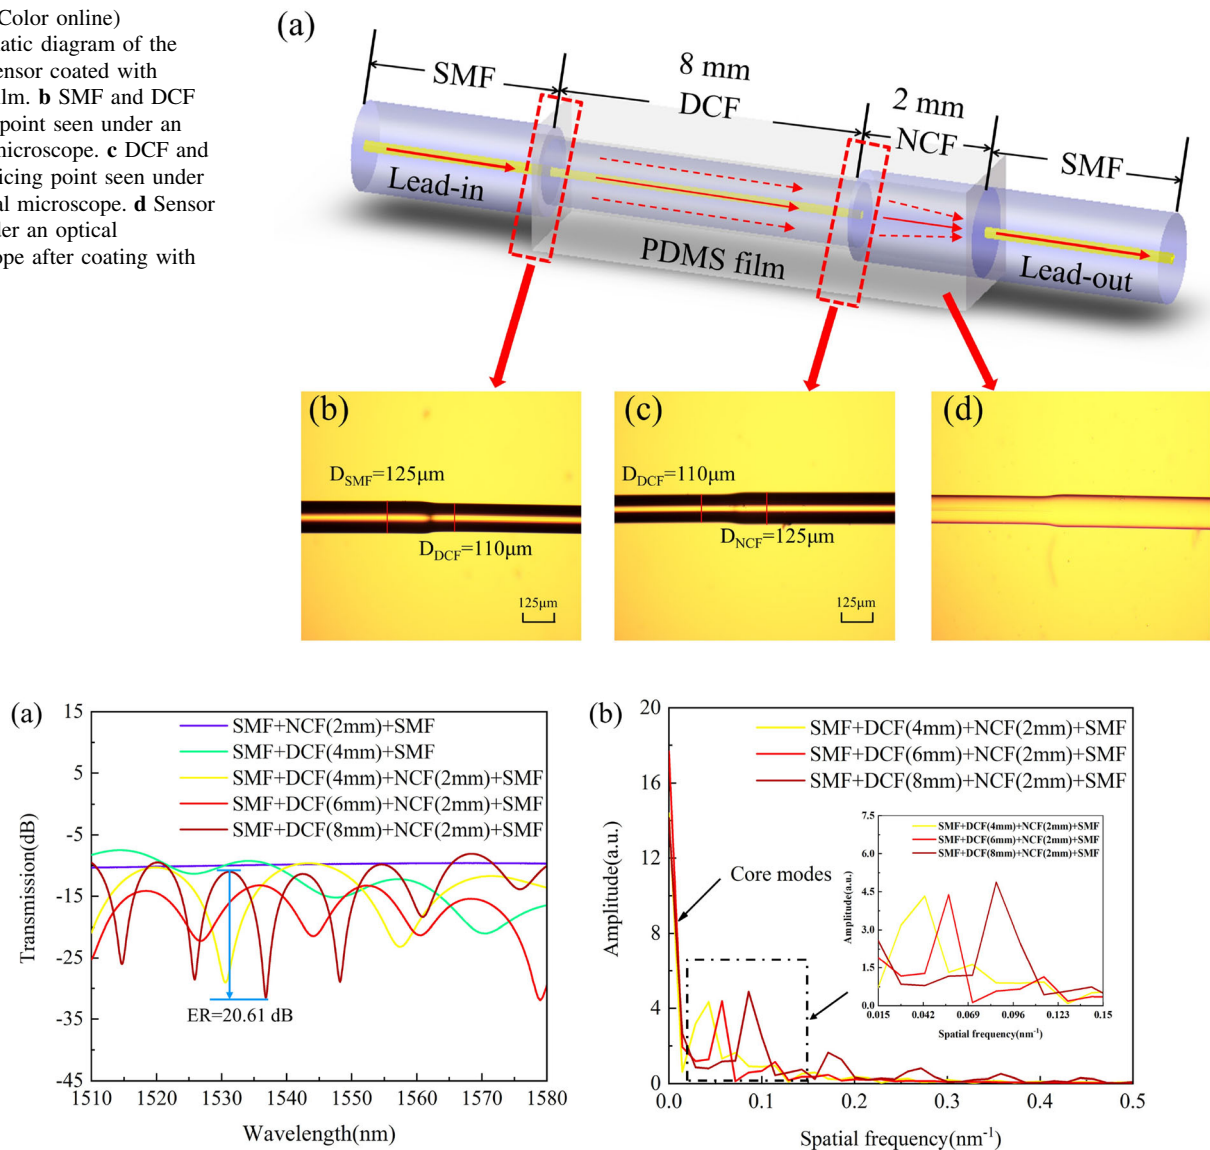 Color online)
atic diagram of the
ensor coated with
ilm. b SMF and DCF
point seen under an
nicroscope. c DCF and
icing point seen under
al microscope. d Sensor
ler an optical
ope after coating with
(a)
SMF
8 mm
DCF
2 mm
NCF
SMF
Lead-in
PDMS film
Lead-out
(b)
D_SMF=125μm
D_DCF=110μm
125μm
(c)
D_DCF=110μm
D_NCF=125μm
125μm
(d)
(a)
SMF+NCF(2mm)+SMF
SMF+DCF(4mm)+SMF
SMF+DCF(4mm)+NCF(2mm)+SMF
SMF+DCF(6mm)+NCF(2mm)+SMF
SMF+DCF(8mm)+NCF(2mm)+SMF
ER=20.61 dB
Transmission(dB)
15
5
-5
-15
-25
-35
-45
1510 1520 1530 1540 1550 1560 1570 1580
Wavelength(nm)
(b)
SMF+DCF(4mm)+NCF(2mm)+SMF
SMF+DCF(6mm)+NCF(2mm)+SMF
SMF+DCF(8mm)+NCF(2mm)+SMF
Core modes
Amplitude(a.u.)
20
16
12
8
4
0
0.0 0.1 0.2 0.3 0.4 0.5
Spatial frequency(nm⁻¹)
SMF+DCF(4mm)+NCF(2mm)+SMF
SMF+DCF(6mm)+NCF(2mm)+SMF
SMF+DCF(8mm)+NCF(2mm)+SMF
Amplitude(a.u.)
7.5
6.0
4.5
3.0
1.5
0.0
0.015 0.042 0.069 0.096 0.123 0.15
Spatial frequency(nm⁻¹)